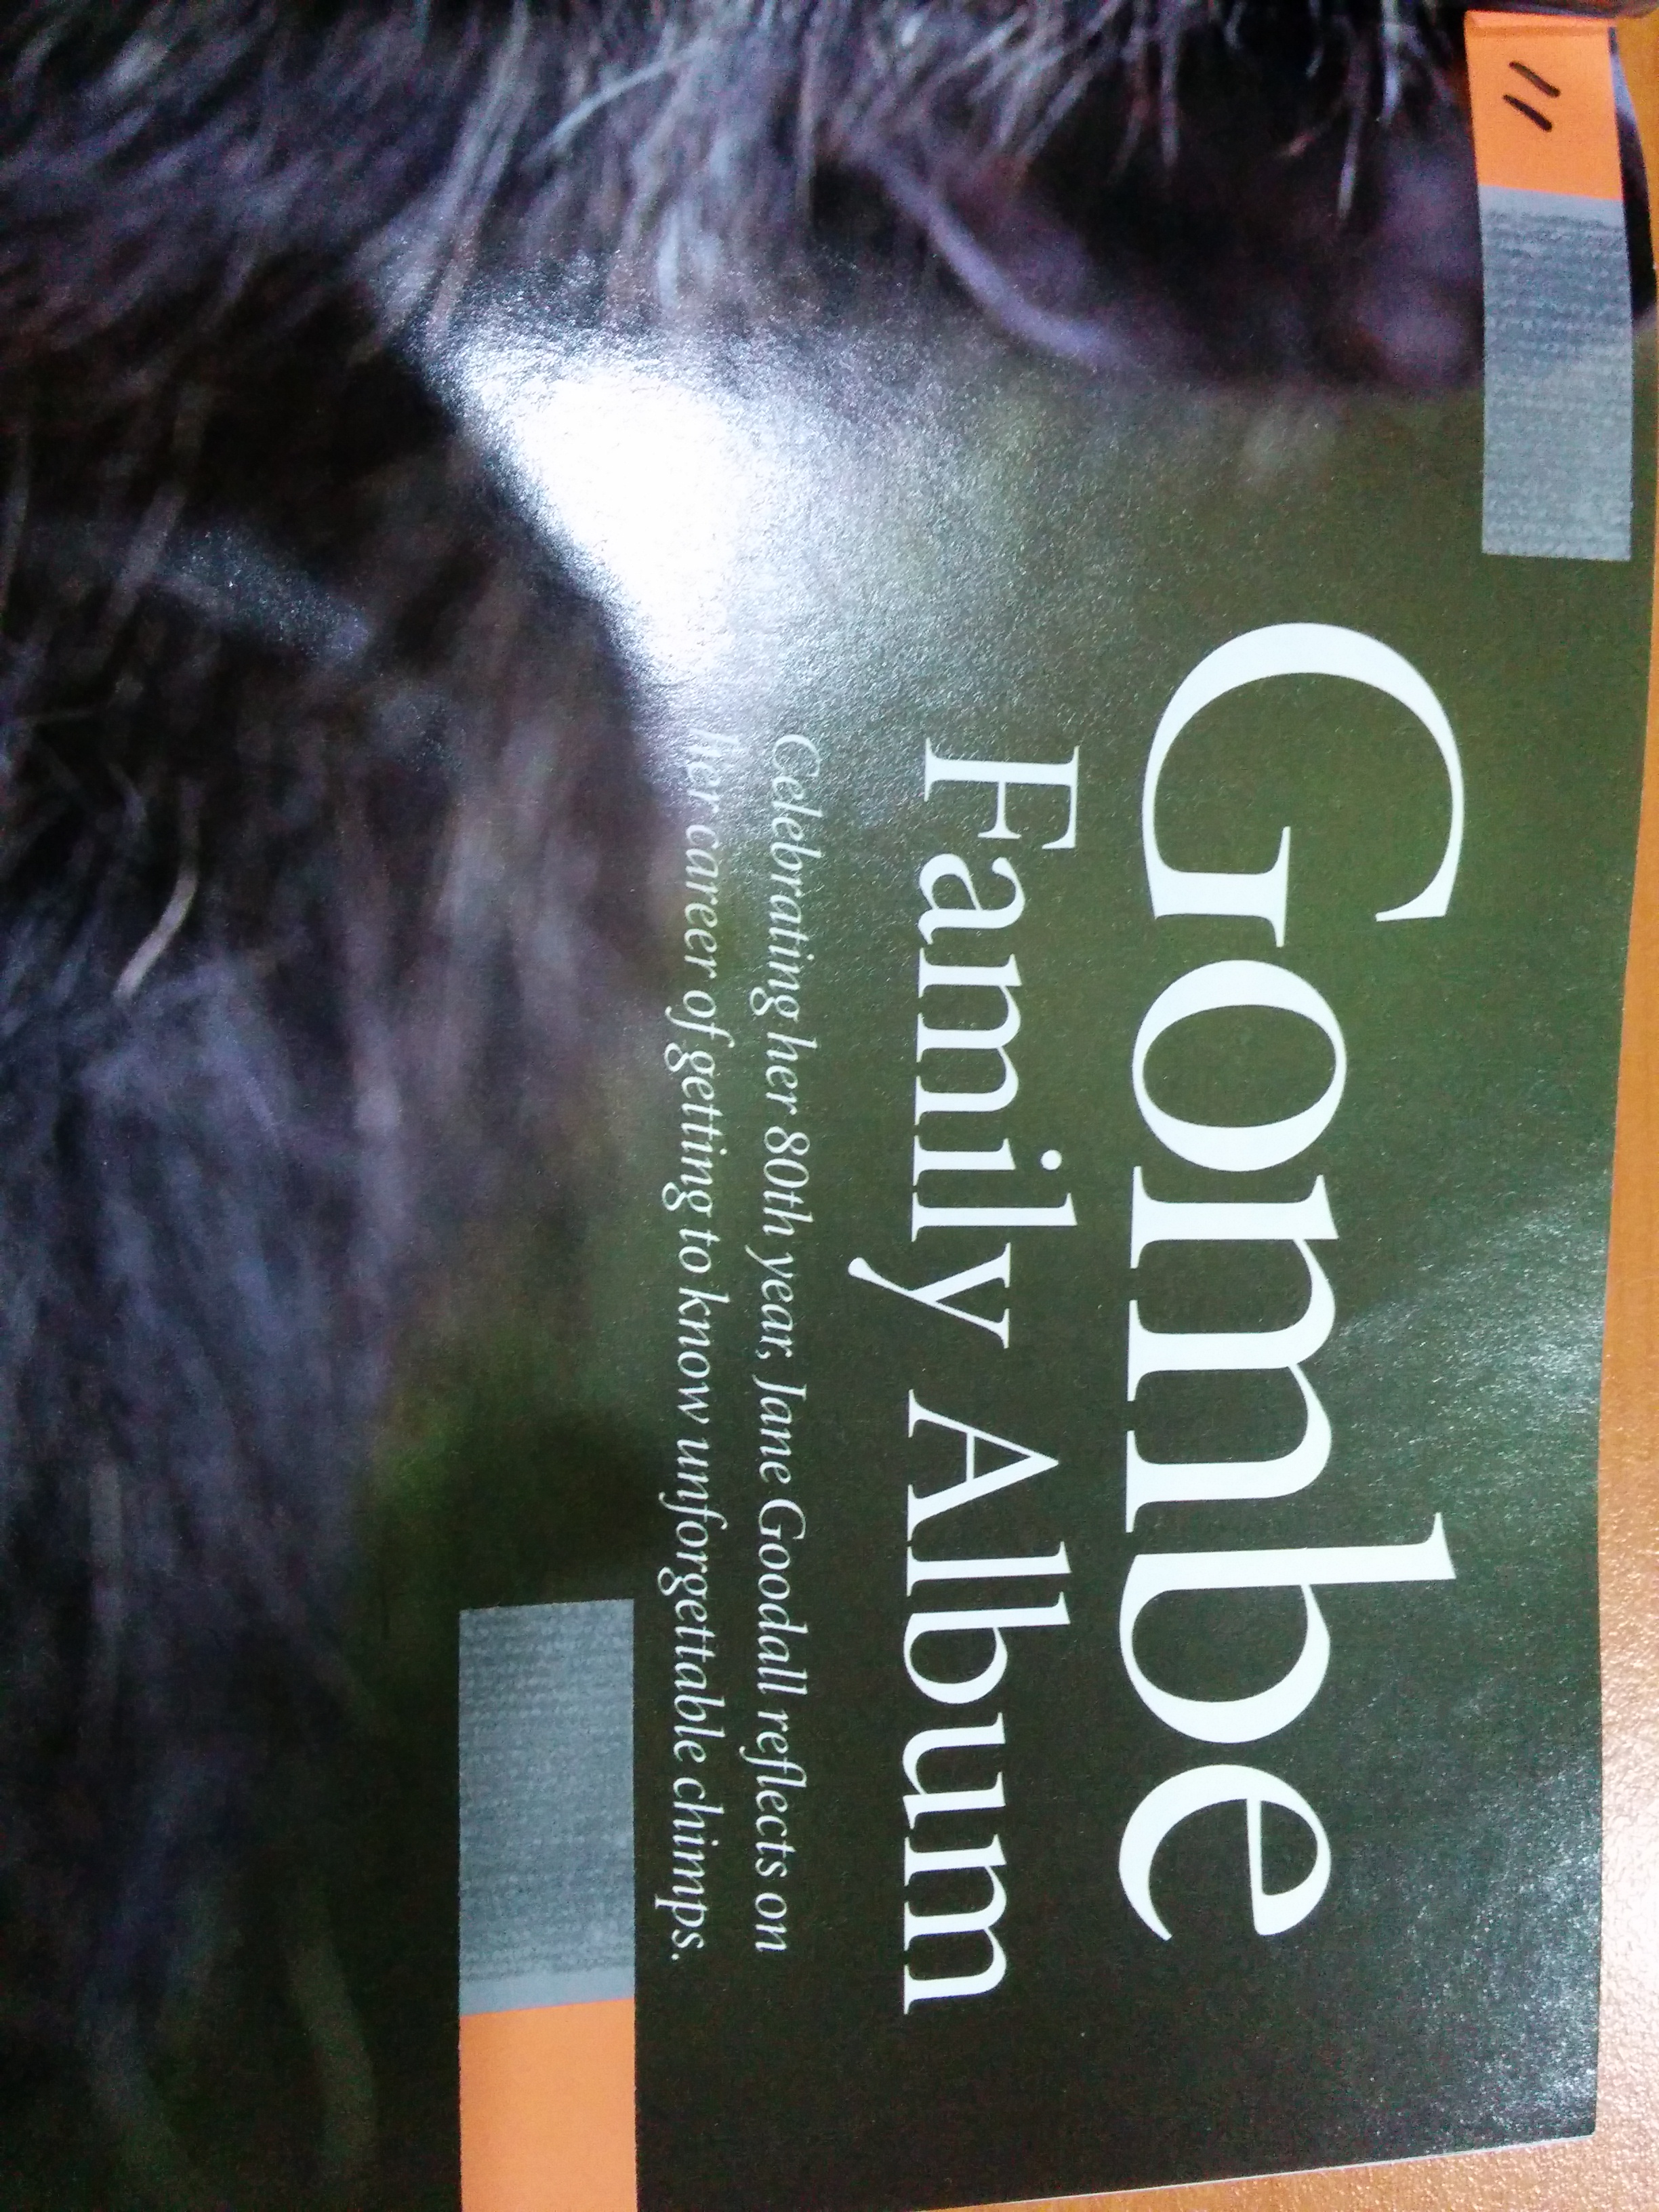 11
Gombe
Family Album
Celebrating her 80th year, Jane Goodall reflects on
her career of getting to know unforgettable chimps.